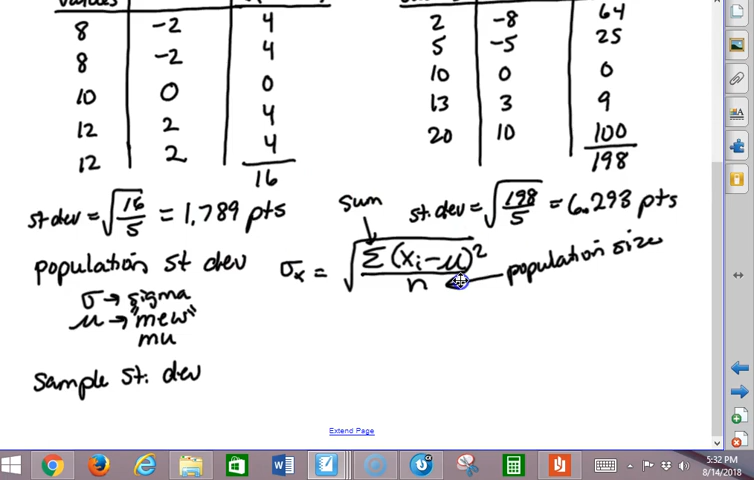 values
8 -2 4
8 -2 4
10 0 0
12 2 4
12 2 4
16
2 -8 64
5 -5 25
10 0 0
13 3 9
20 10 100
198
st dev = √16/5 = 1.789 pts
sum
st. dev = √198/5 = 6.293 pts
population st dev
σx = √Σ(xi-μ)²/n
population size
σ → sigma
μ → "mew"
mu
Sample st. dev
Extend Page
5:32 PM
8/14/2018